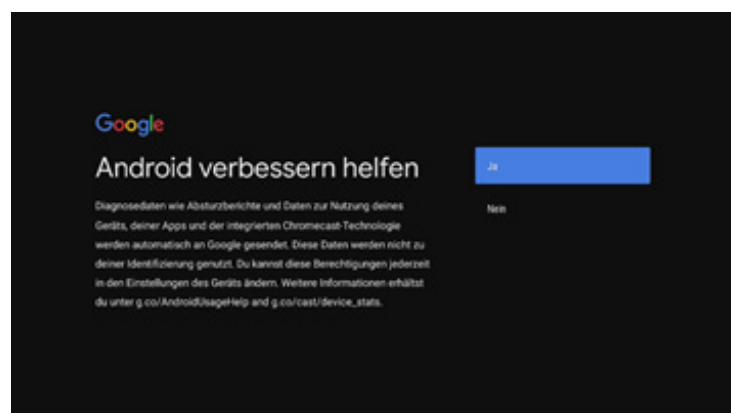 Google
Android verbessern helfen
Ja
Diagnosedaten wie Absturzberichte und Daten zur Nutzung deines
Geräts, deiner Apps und der integrierten Chromecast-Technologie
werden automatisch an Google gesendet. Diese Daten werden nicht zu
deiner Identifizierung genutzt. Du kannst diese Berechtigungen jederzeit
in den Einstellungen des Geräts ändern. Weitere Informationen erhältst
du unter g.co/AndroidUsageHelp and g.co/cast/device_stats.
Nein